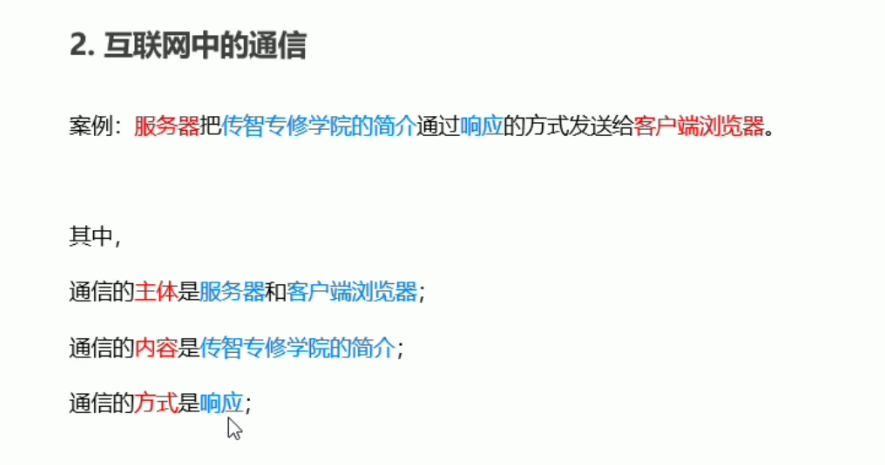 2. 互联网中的通信
案例：服务器把传智专修学院的简介通过响应的方式发送给客户端浏览器。
其中，
通信的主体是服务器和客户端浏览器；
通信的内容是传智专修学院的简介；
通信的方式是响应；